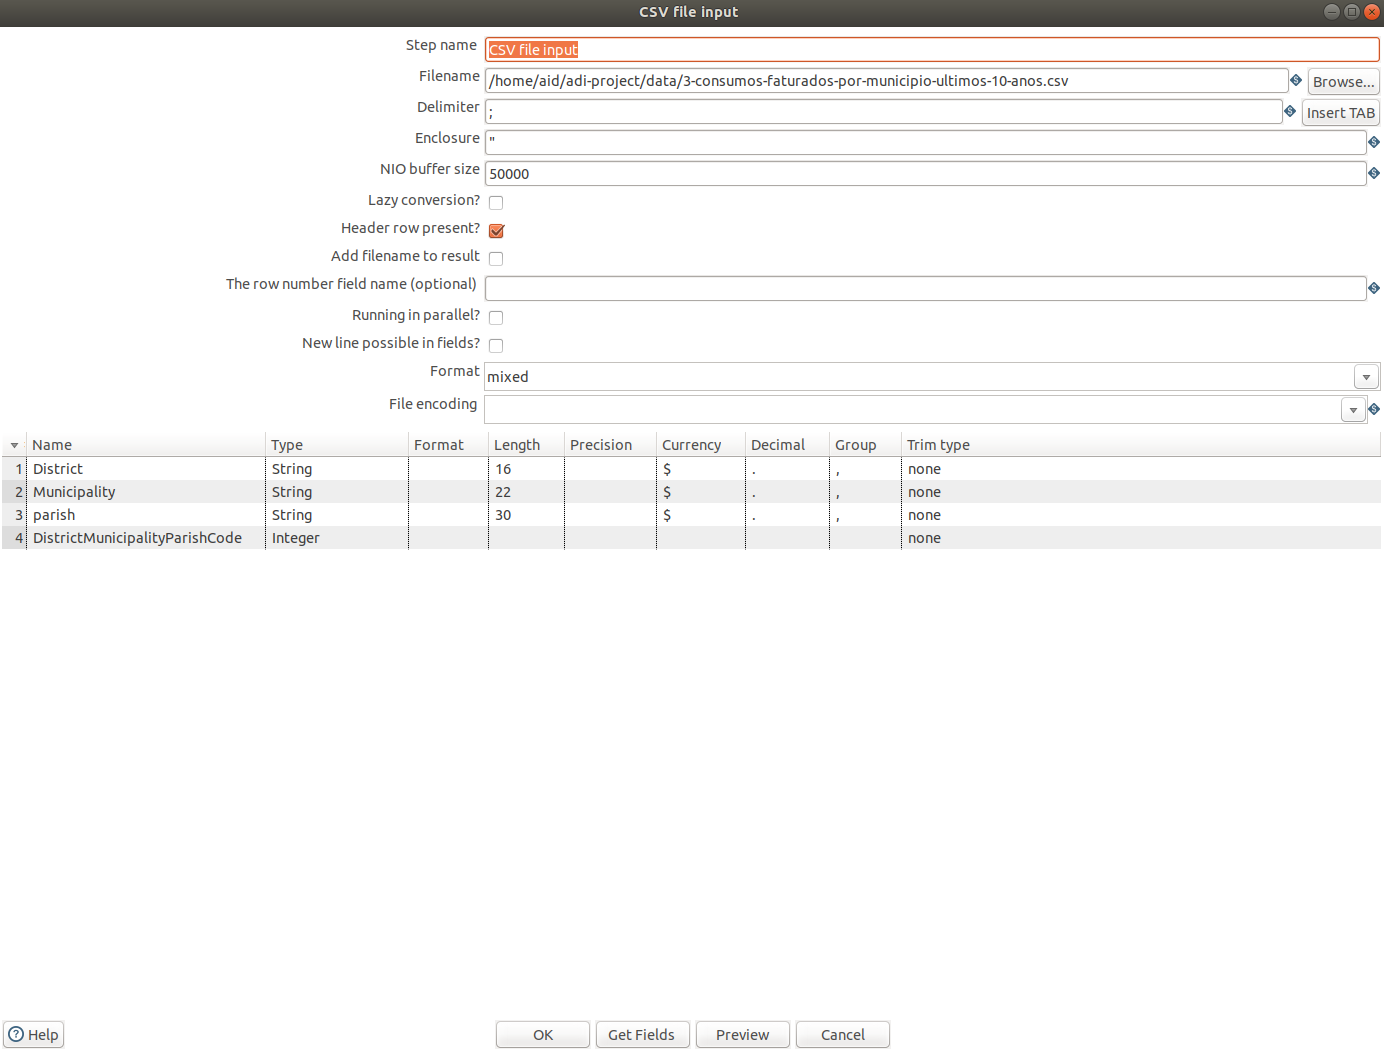 CSV file input
Step name CSV file input
Filename /home/aid/adi-project/data/3-consumos-faturados-por-municipio-ultimos-10-anos.csv Browse...
Delimiter ; Insert TAB
Enclosure "
NIO buffer size 50000
Lazy conversion?
Header row present?
Add filename to result
The row number field name (optional)
Running in parallel?
New line possible in fields?
Format mixed
File encoding
Name Type Format Length Precision Currency Decimal Group Trim type
1 District String 16 $ . , none
2 Municipality String 22 $ . , none
3 parish String 30 $ . , none
4 DistrictMunicipalityParishCode Integer none
Help OK Get Fields Preview Cancel